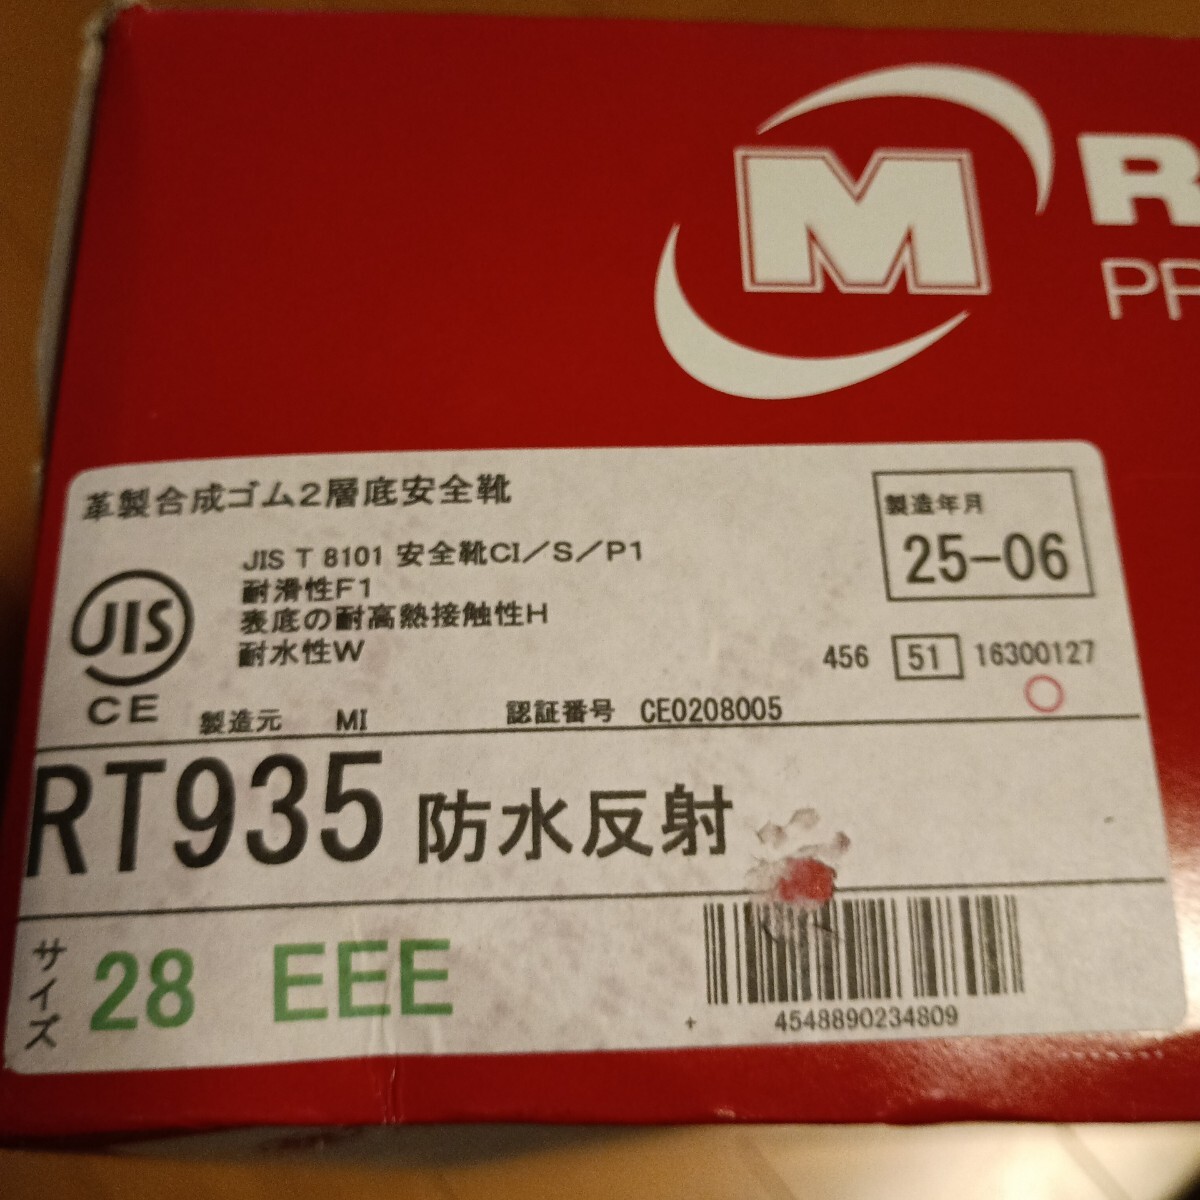 M R
PR
革製合成ゴム2層底安全靴
JIS T 8101 安全靴CI／S／P1
耐滑性F1
表底の耐高熱接触性H
耐水性W
JIS
CE
製造年月
25-06
456 51 16300127
製造元 MI 認証番号 CE0208005
RT935 防水反射
サイズ 28 EEE
+ 4548890234809